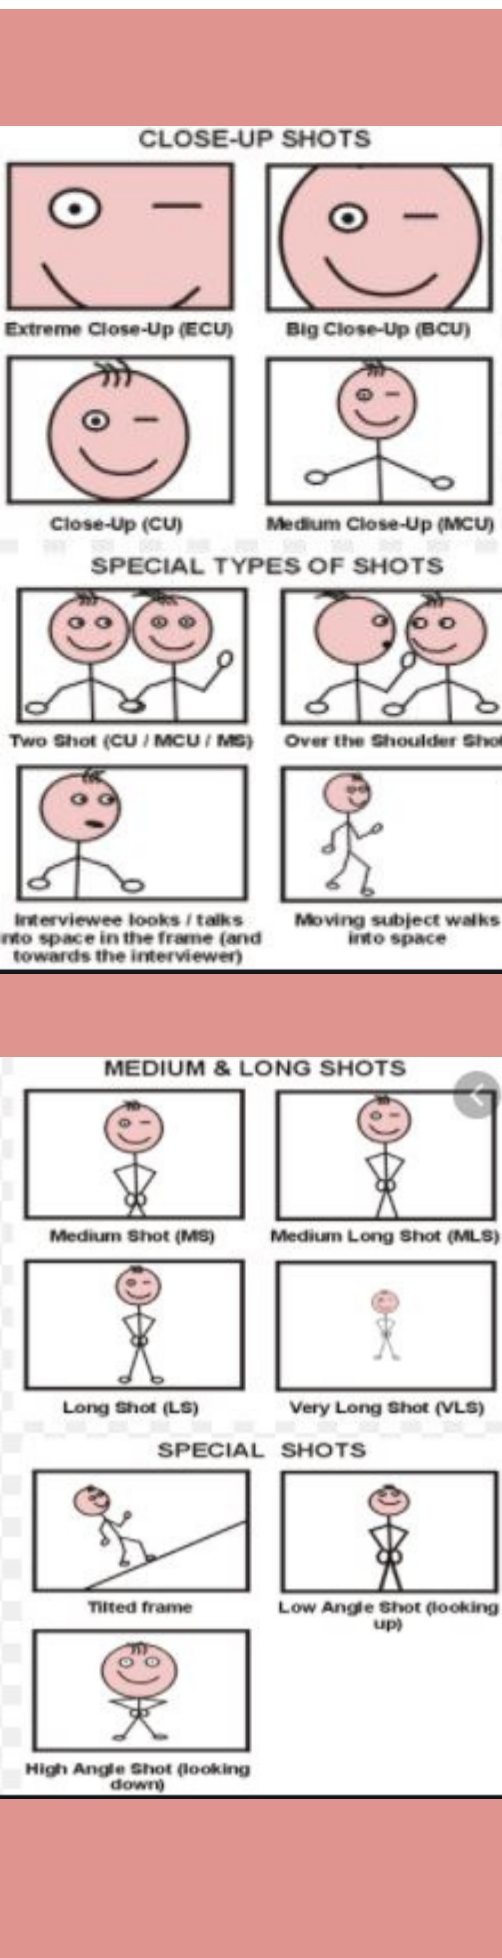 CLOSE-UP SHOTS
Extreme Close-Up (ECU)
Big Close-Up (BCU)
Close-Up (CU)
Medium Close-Up (MCU)
SPECIAL TYPES OF SHOTS
Two Shot (CU / MCU / MS)
Over the Shoulder Shot
Interviewee looks / talks
into space in the frame (and
towards the interviewer)
Moving subject walks
into space
MEDIUM & LONG SHOTS
Medium Shot (MS)
Medium Long Shot (MLS)
Long Shot (LS)
Very Long Shot (VLS)
SPECIAL SHOTS
Tilted frame
Low Angle Shot (looking
up)
High Angle Shot (looking
down)